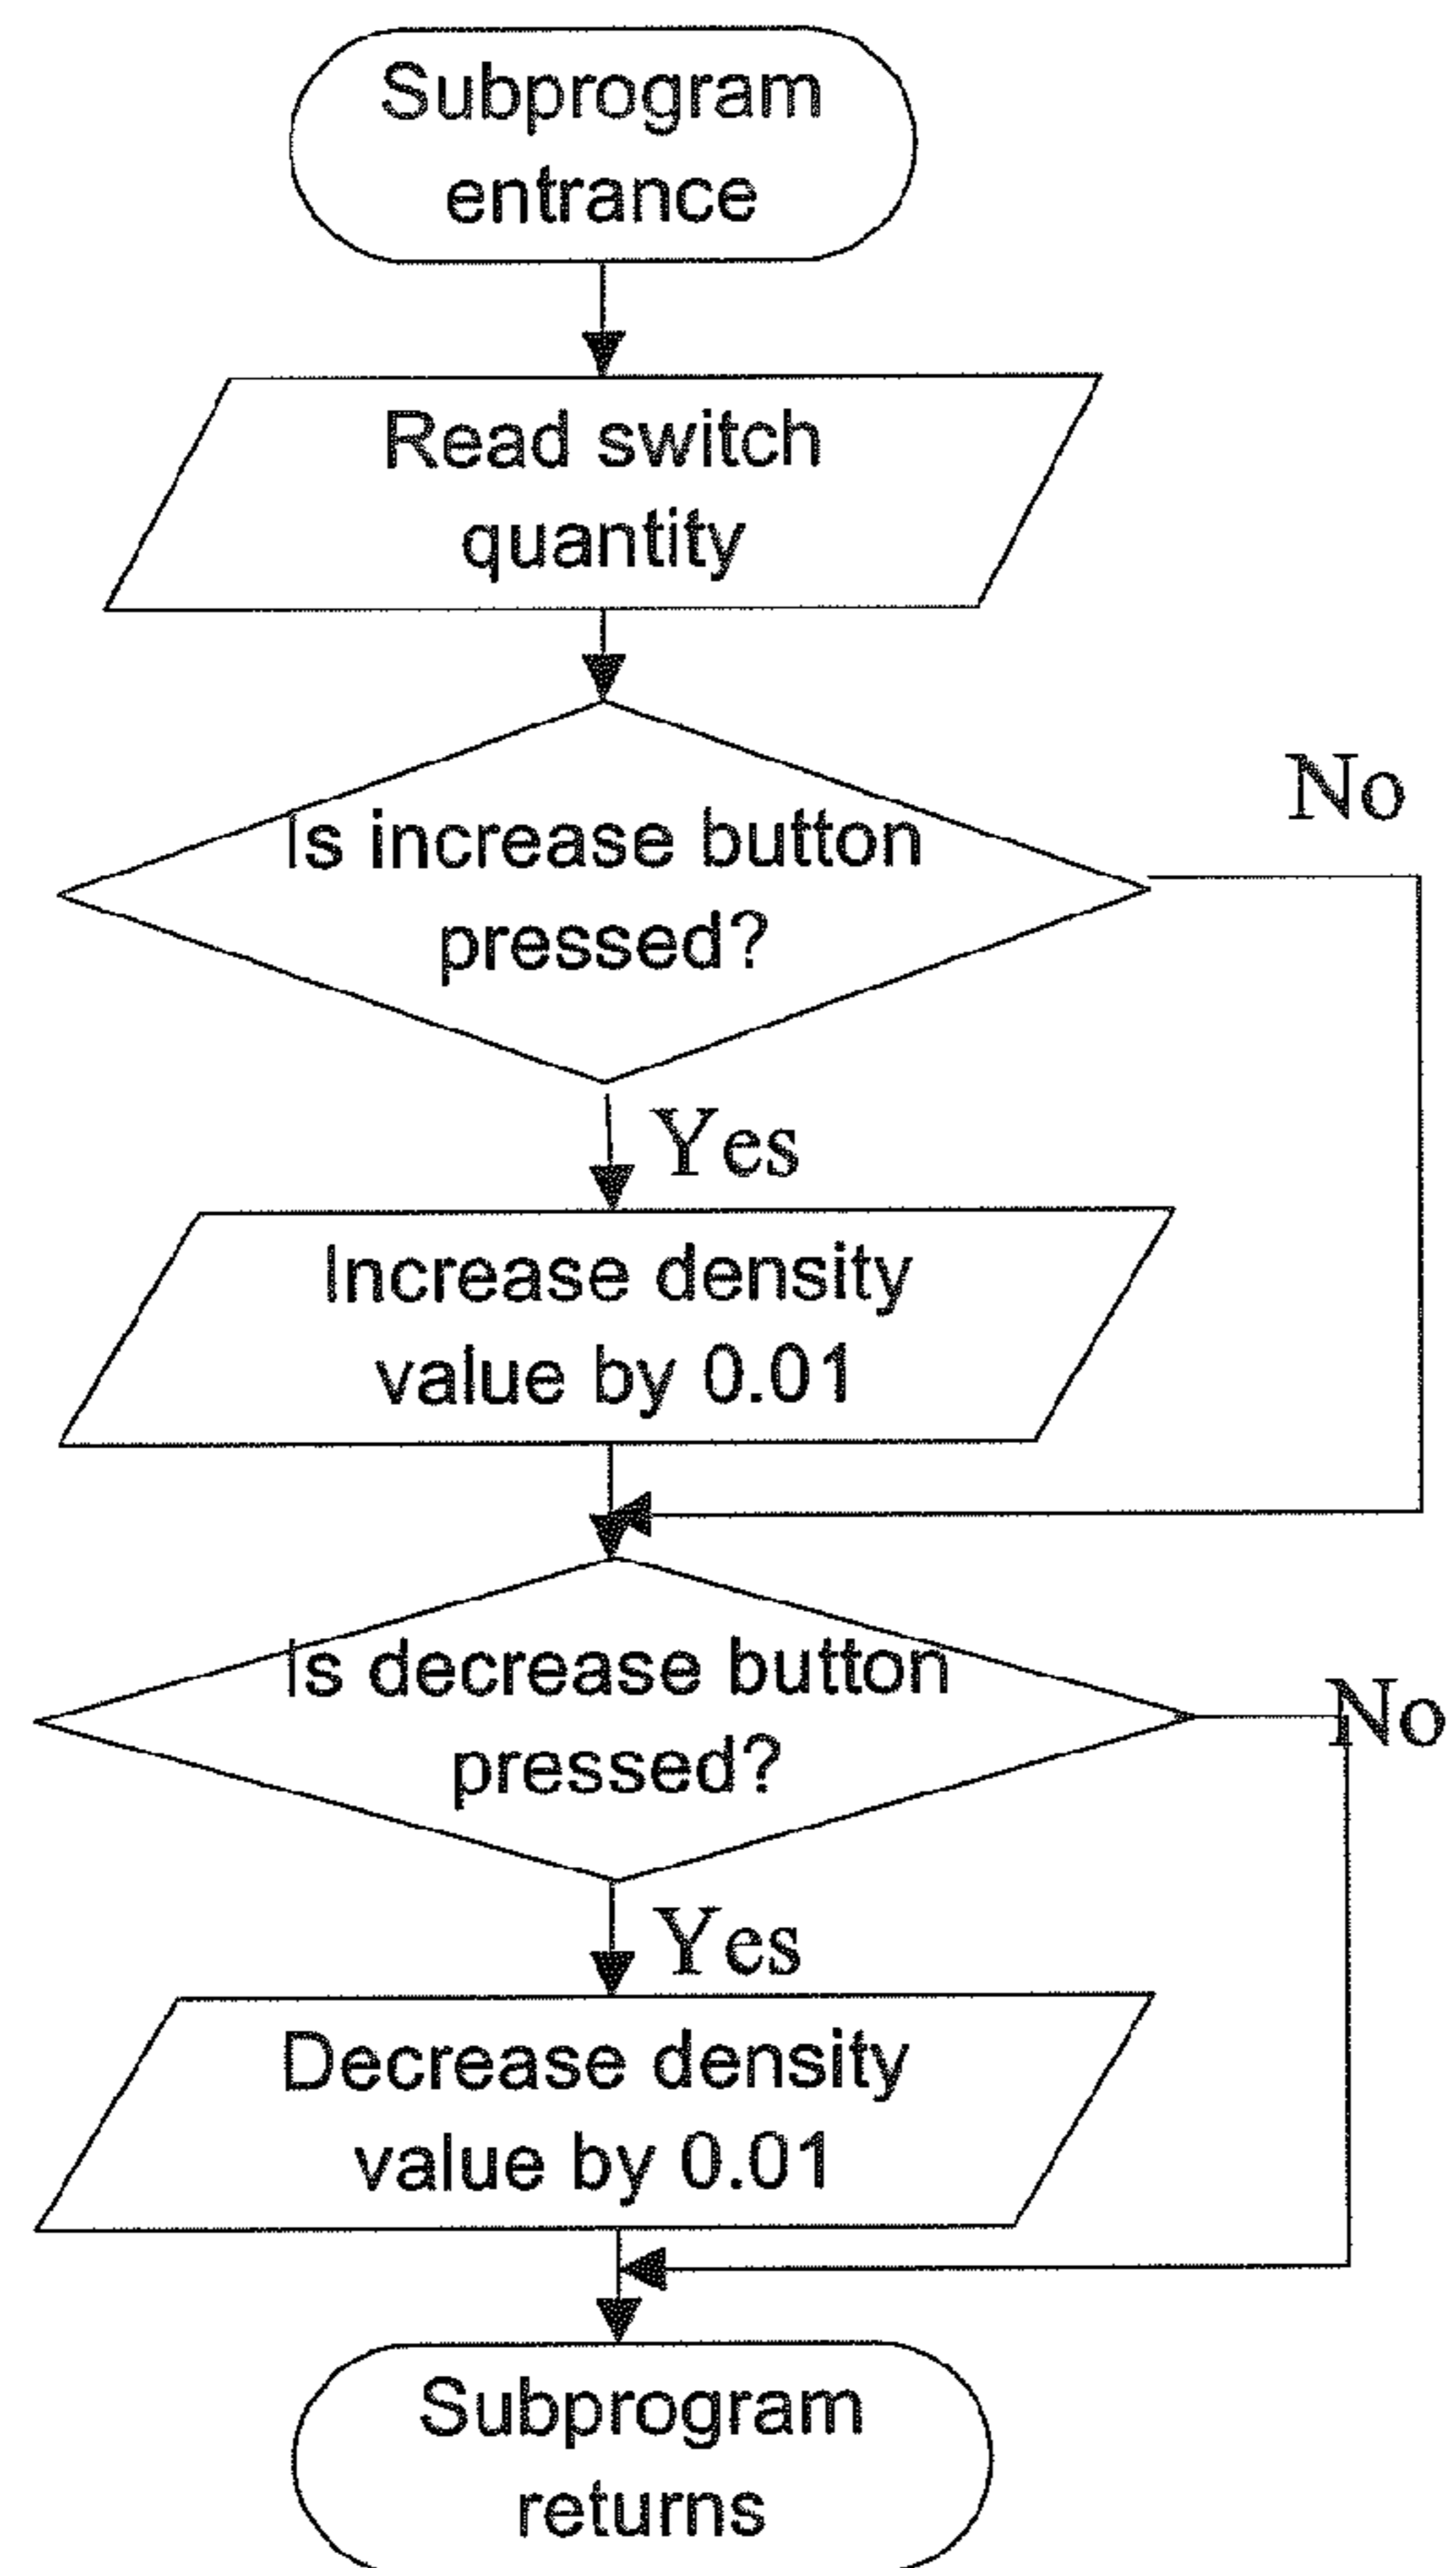 Subprogram
entrance
Read switch
quantity
Is increase button
pressed?
No
Yes
Increase density
value by 0.01
Is decrease button
pressed?
No
Yes
Decrease density
value by 0.01
Subprogram
returns